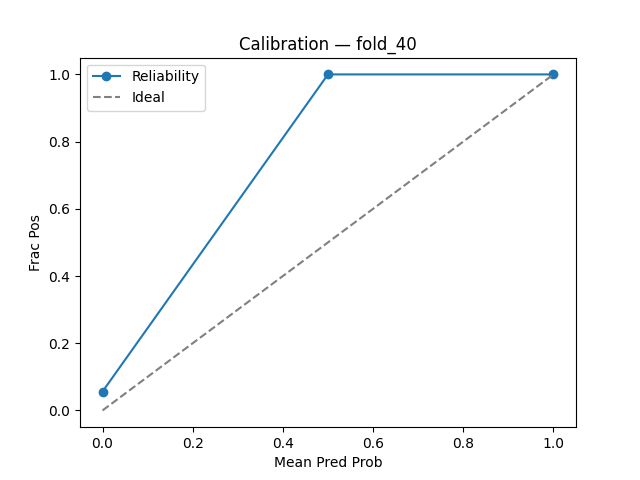 Calibration — fold_40
Reliability
Ideal
Frac Pos
1.0
0.8
0.6
0.4
0.2
0.0
0.0 0.2 0.4 0.6 0.8 1.0
Mean Pred Prob